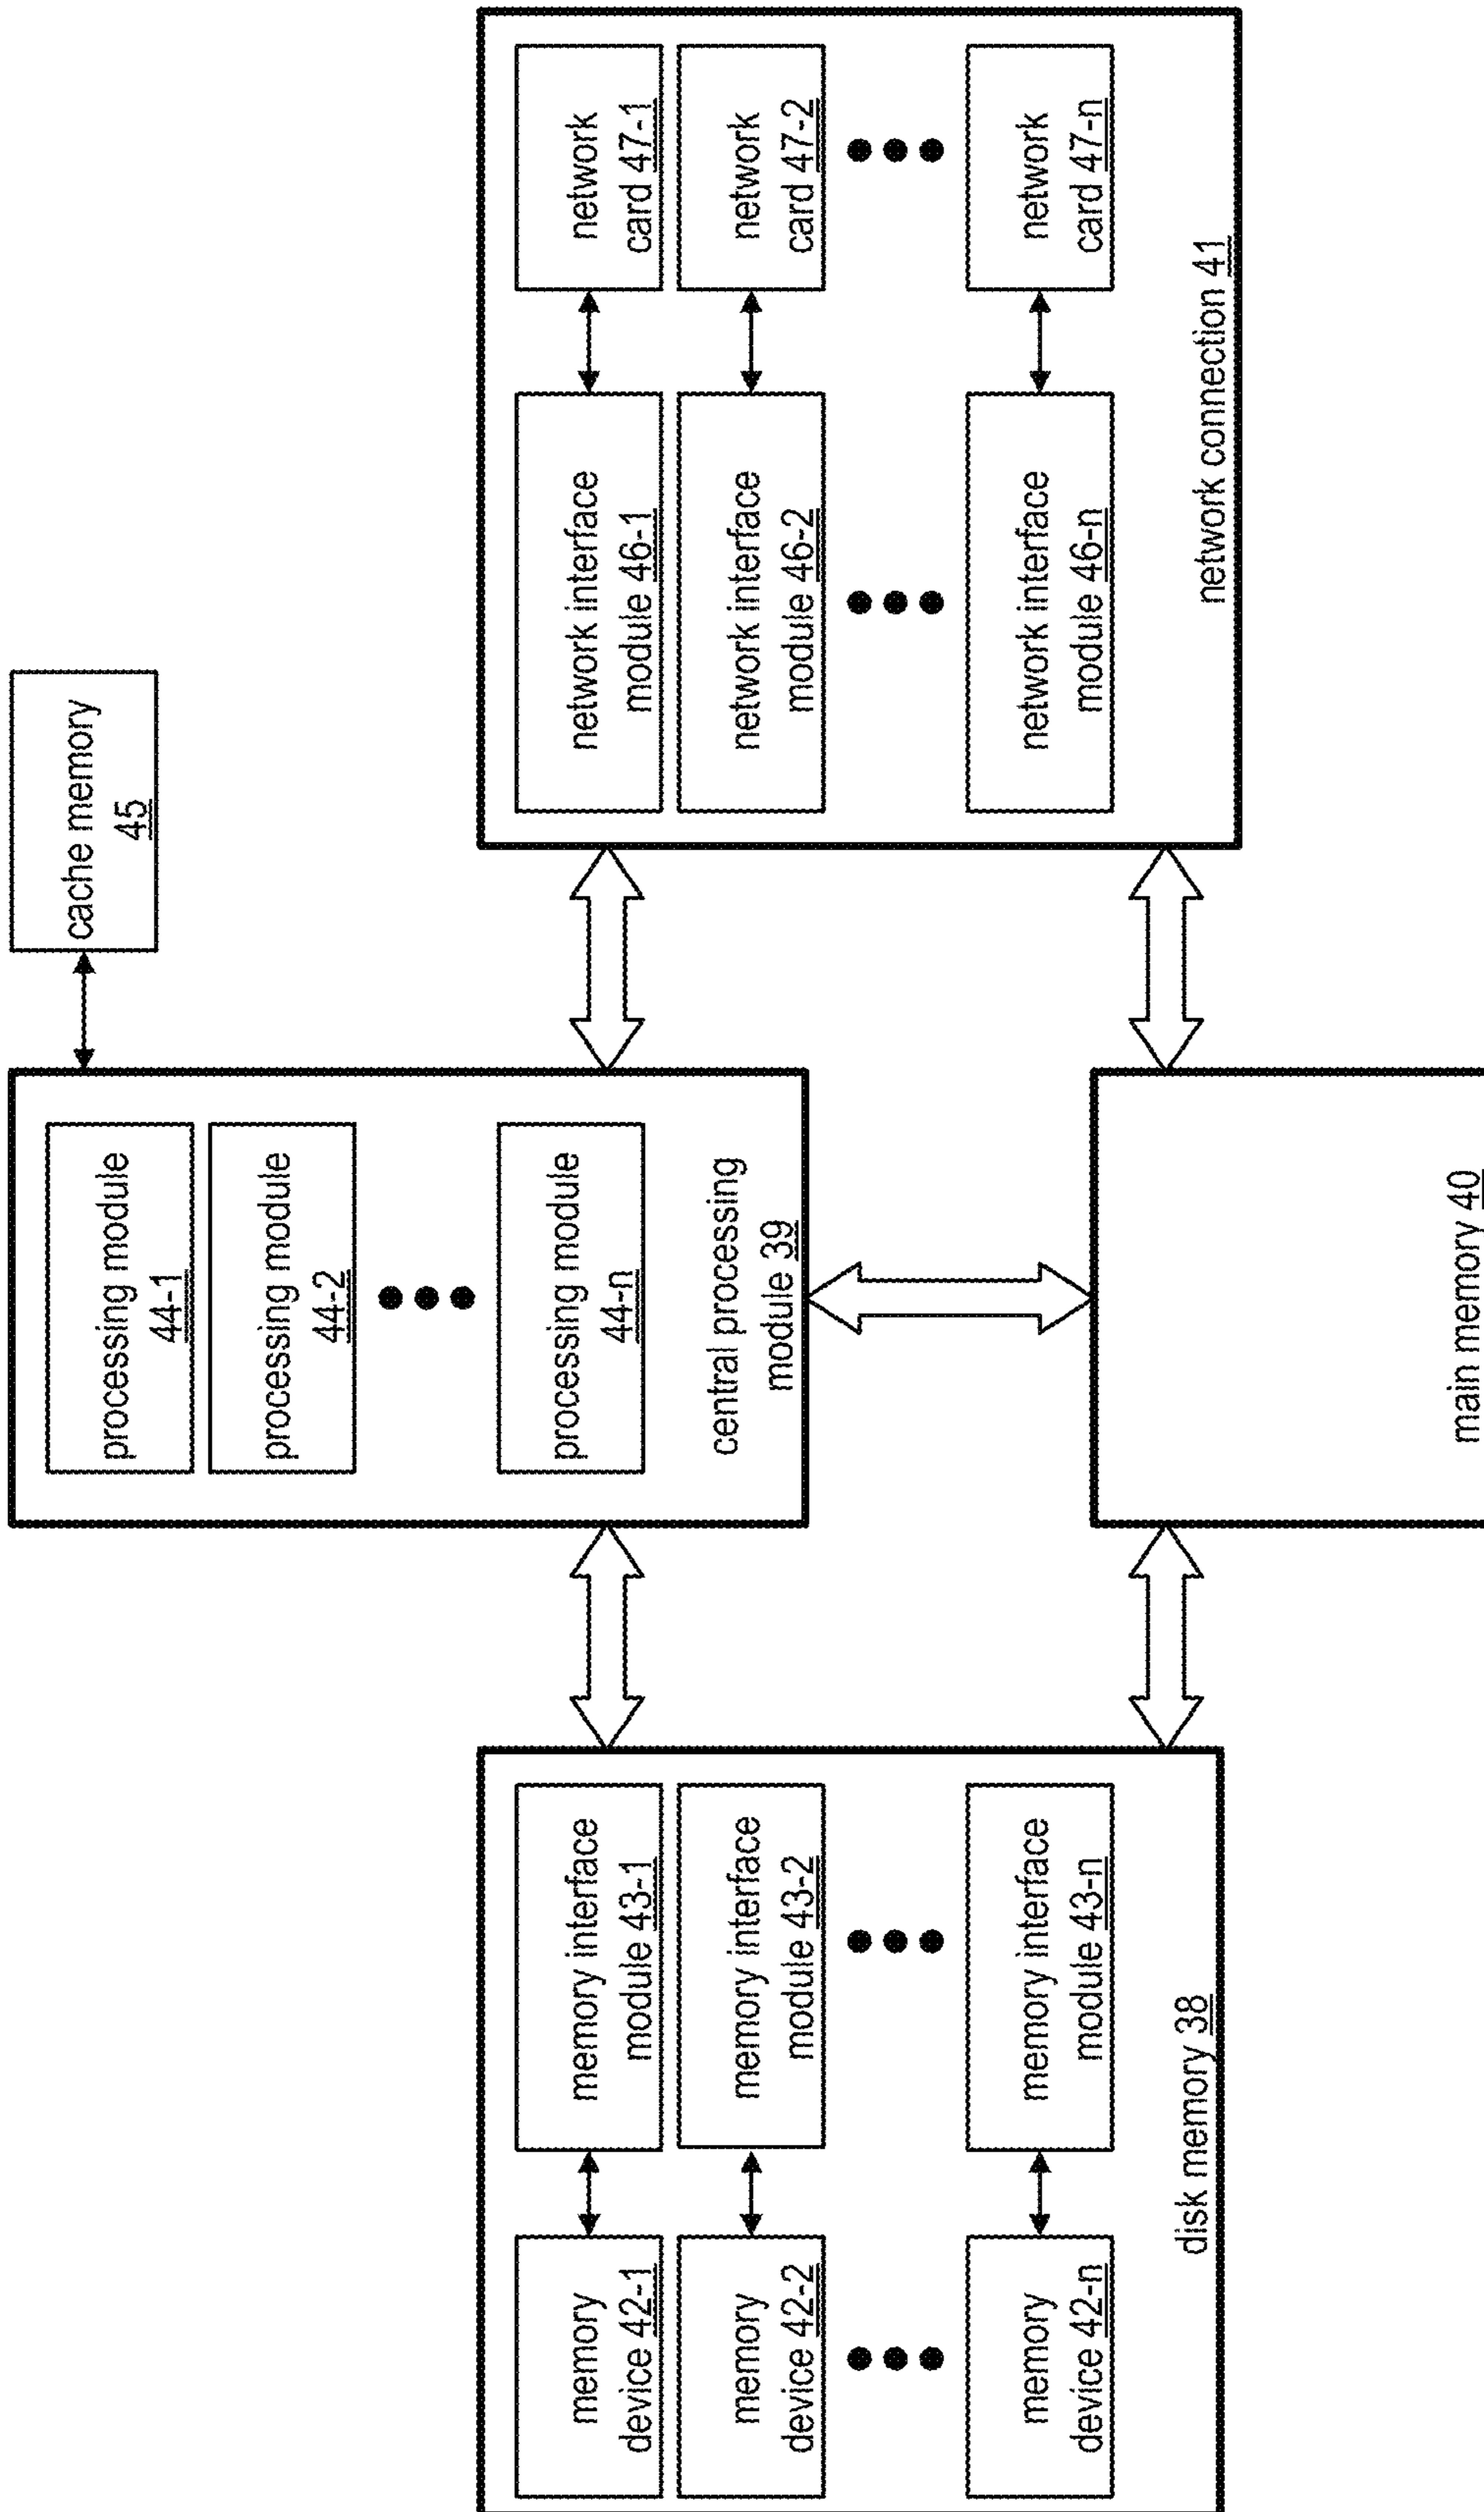 memory
device 42-1
memory
device 42-2
memory
device 42-n
memory interface
module 43-1
memory interface
module 43-2
memory interface
module 43-n
disk memory 38
processing module
44-1
processing module
44-2
processing module
44-n
central processing
module 39
main memory 40
cache memory
45
network interface
module 46-1
network interface
module 46-2
network interface
module 46-n
network
card 47-1
network
card 47-2
network
card 47-n
network connection 41